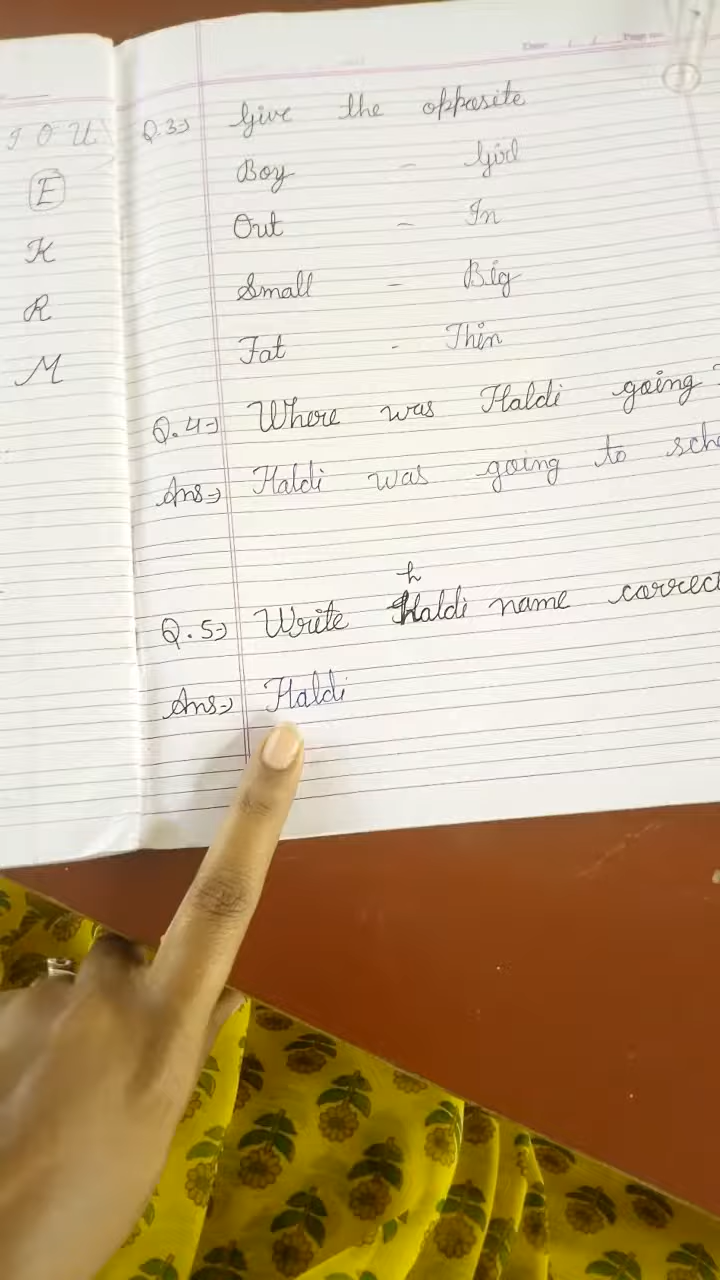 I O U
E
K
R
M
Q.3⇒ Give the opposite
Boy - Girl
Out - In
Small - Big
Fat - Thin
Q.4⇒ Where was Haldi going ?
Ans⇒ Haldi was going to
h
Q.5⇒ Write Haldi name
Ans⇒ Haldi